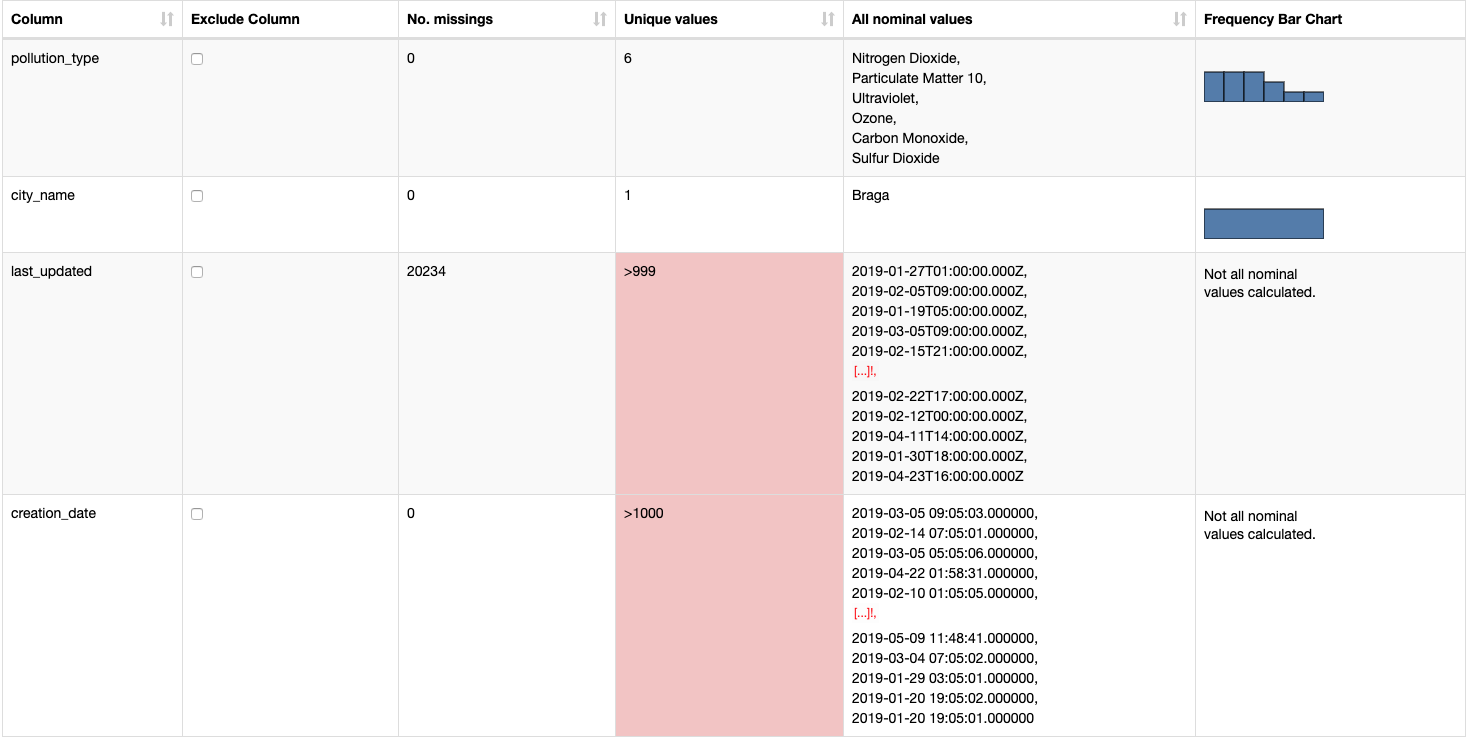 Column Exclude Column No. missings Unique values All nominal values Frequency Bar Chart
pollution_type 0 6 Nitrogen Dioxide,
Particulate Matter 10,
Ultraviolet,
Ozone,
Carbon Monoxide,
Sulfur Dioxide
city_name 0 1 Braga
last_updated 20234 >999 2019-01-27T01:00:00.000Z, Not all nominal
2019-02-05T09:00:00.000Z, values calculated.
2019-01-19T05:00:00.000Z,
2019-03-05T09:00:00.000Z,
2019-02-15T21:00:00.000Z,
[...]!,
2019-02-22T17:00:00.000Z,
2019-02-12T00:00:00.000Z,
2019-04-11T14:00:00.000Z,
2019-01-30T18:00:00.000Z,
2019-04-23T16:00:00.000Z
creation_date 0 >1000 2019-03-05 09:05:03.000000, Not all nominal
2019-02-14 07:05:01.000000, values calculated.
2019-03-05 05:05:06.000000,
2019-04-22 01:58:31.000000,
2019-02-10 01:05:05.000000,
[...]!,
2019-05-09 11:48:41.000000,
2019-03-04 07:05:02.000000,
2019-01-29 03:05:01.000000,
2019-01-20 19:05:02.000000,
2019-01-20 19:05:01.000000